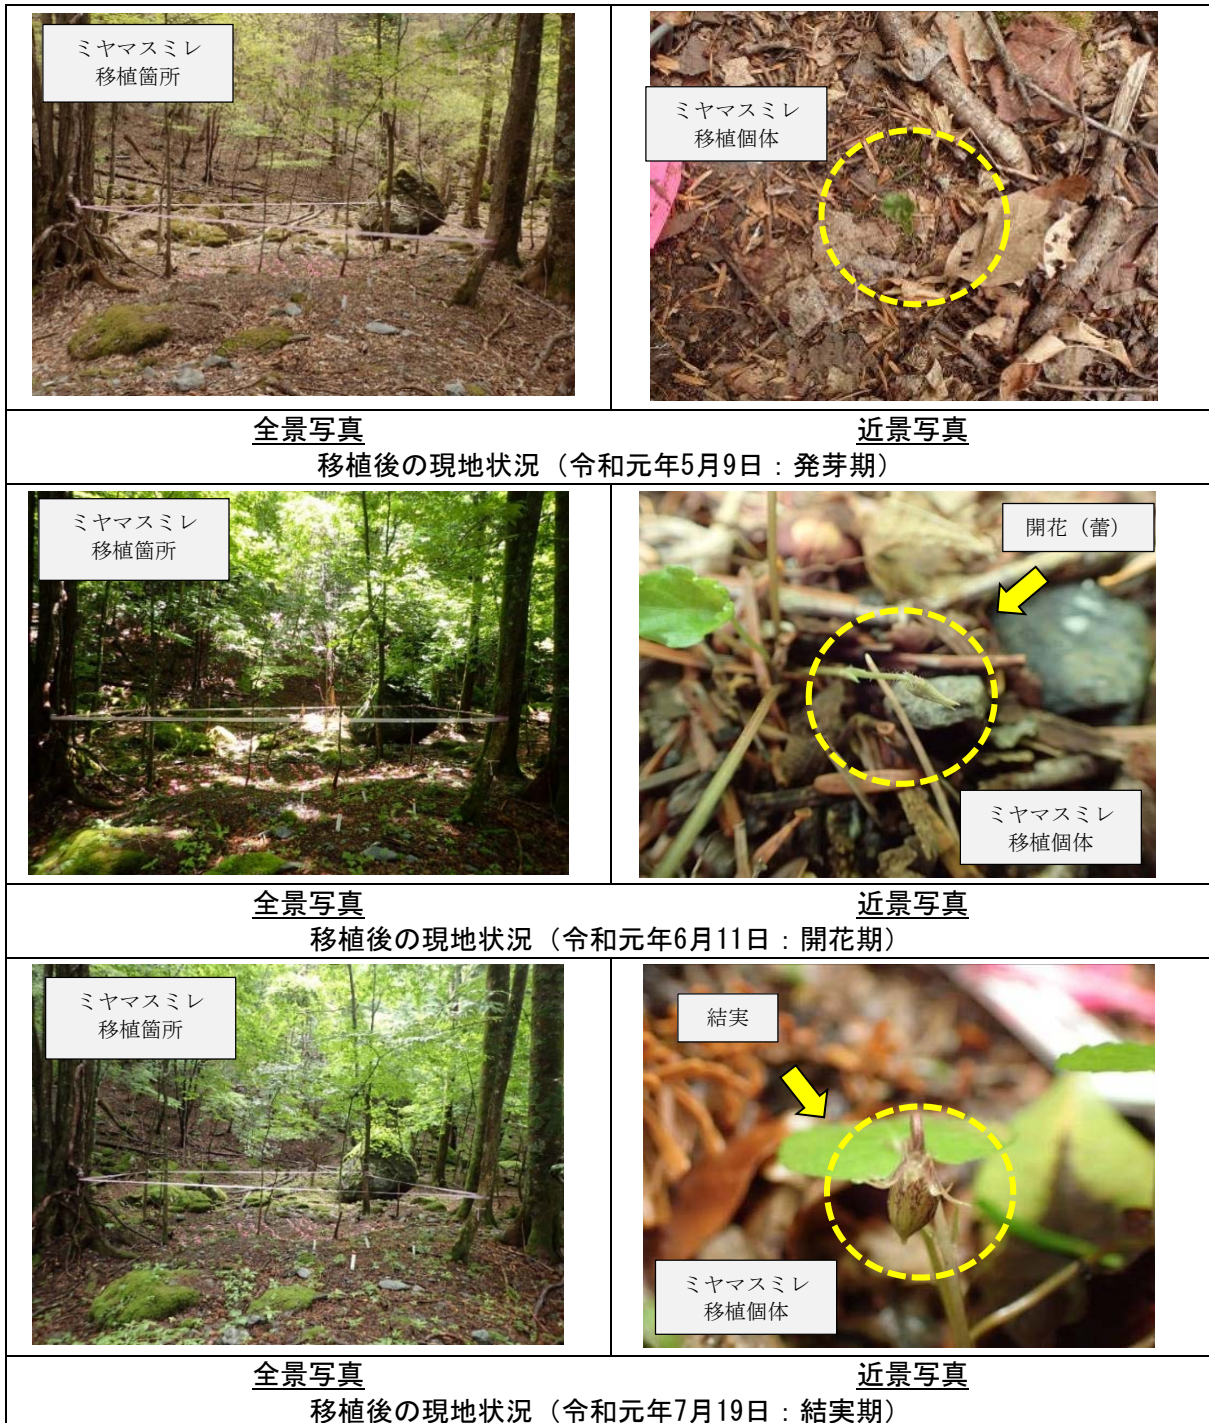 ミヤマスミレ
移植箇所
ミヤマスミレ
移植個体
全景写真
近景写真
移植後の現地状況（令和元年5月9日：発芽期）
ミヤマスミレ
移植箇所
開花（蕾）
ミヤマスミレ
移植個体
全景写真
近景写真
移植後の現地状況（令和元年6月11日：開花期）
ミヤマスミレ
移植箇所
結実
ミヤマスミレ
移植個体
全景写真
近景写真
移植後の現地状況（令和元年7月19日：結実期）